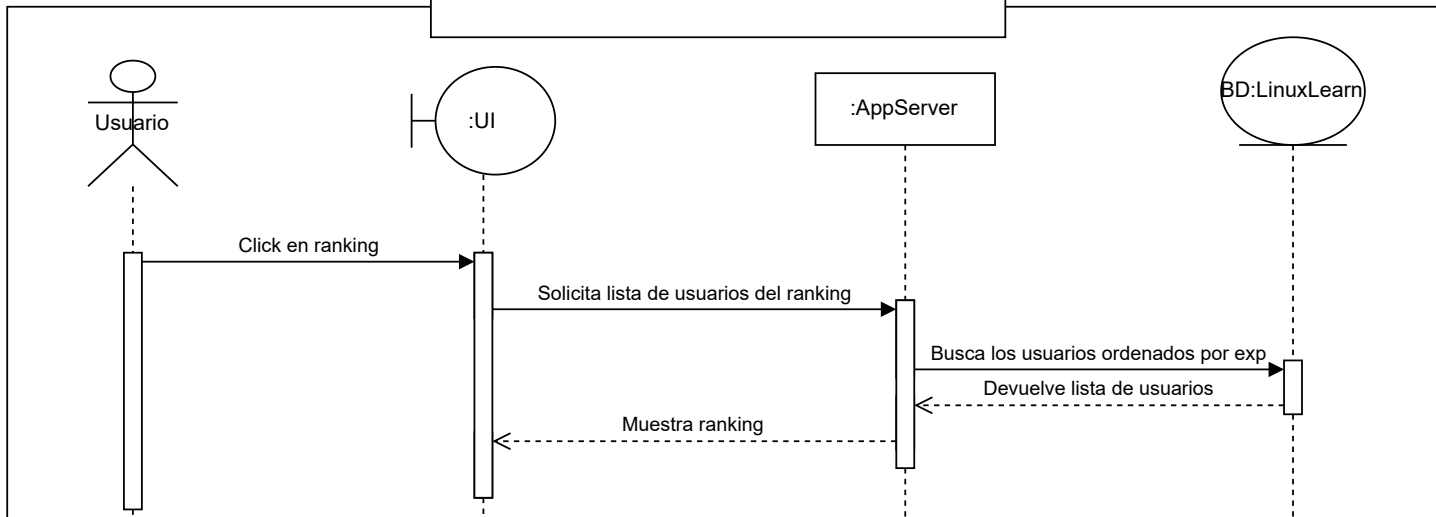 Usuario
:UI
:AppServer
BD:LinuxLearn
Click en ranking
Solicita lista de usuarios del ranking
Busca los usuarios ordenados por exp
Devuelve lista de usuarios
Muestra ranking